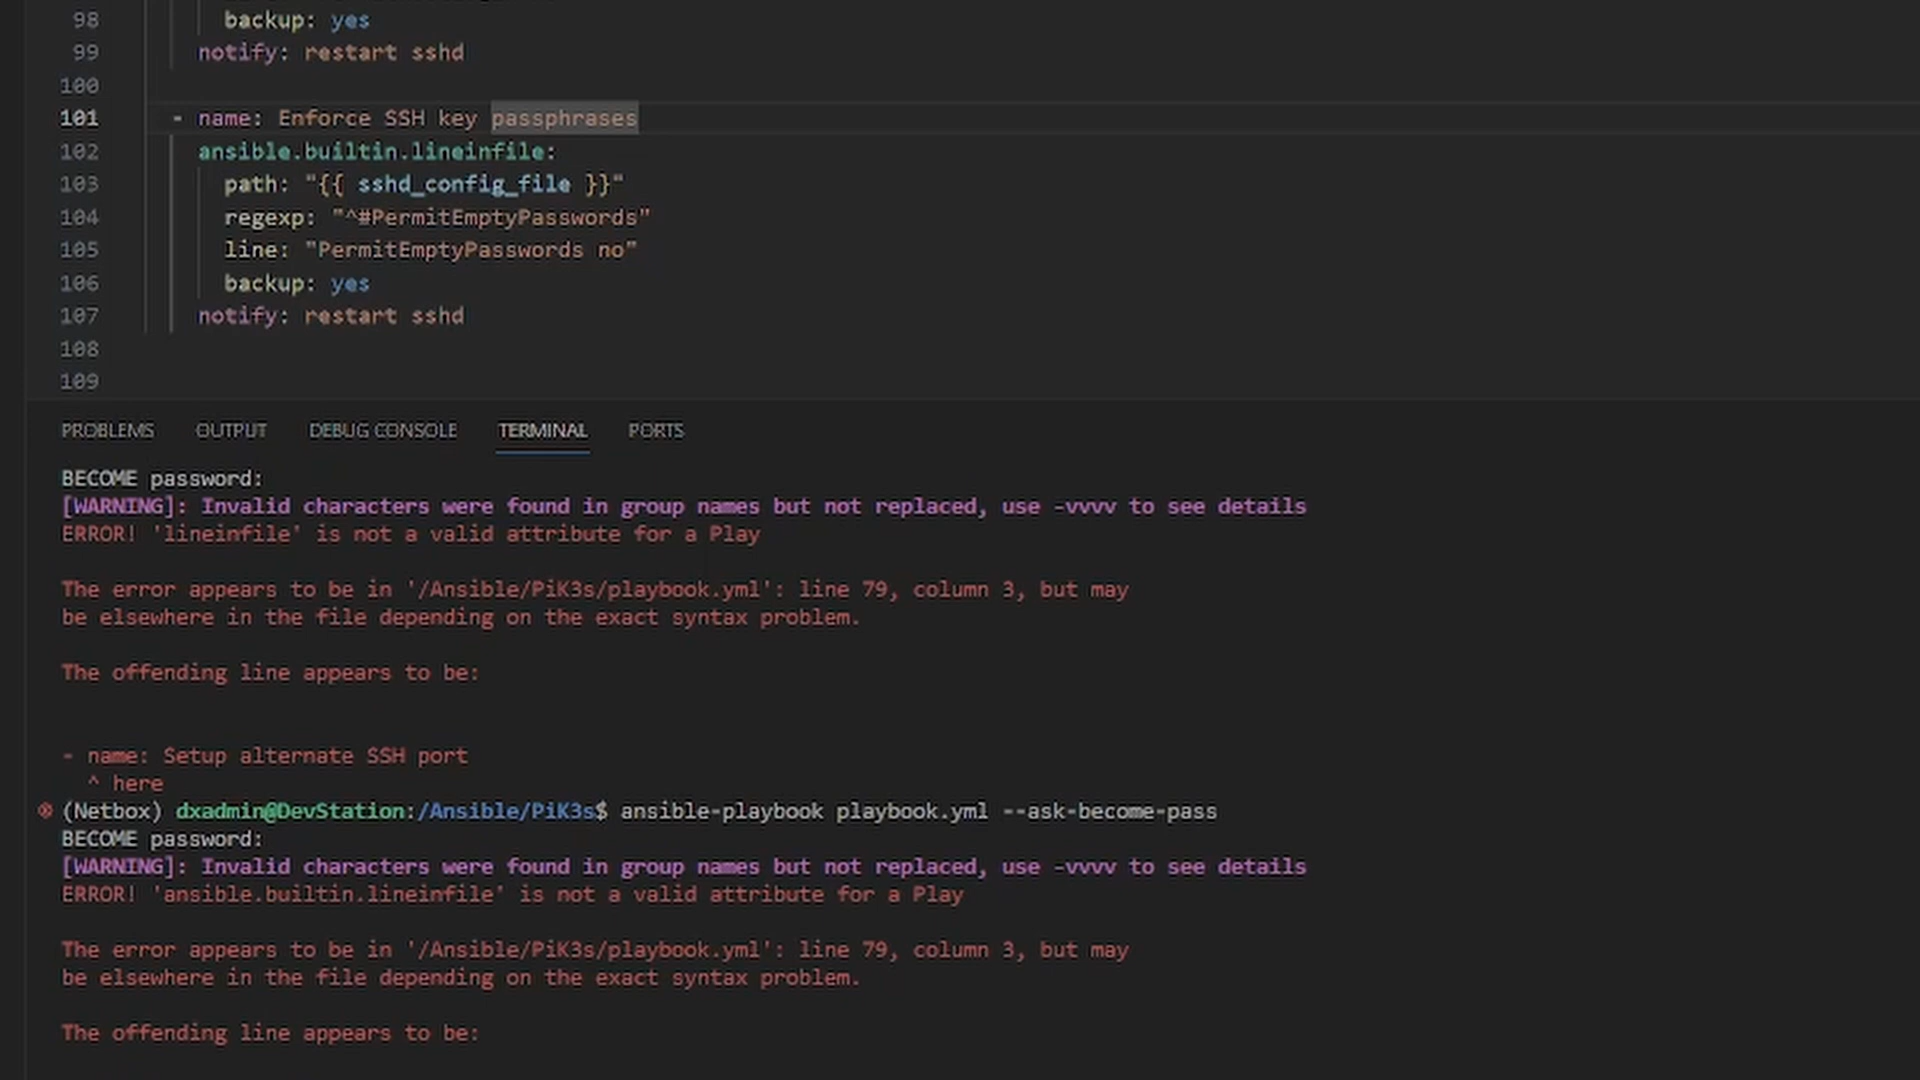 98 backup: yes
99 notify: restart sshd
100
101 - name: Enforce SSH key passphrases
102 ansible.builtin.lineinfile:
103 path: "{{ sshd_config_file }}"
104 regexp: "^#PermitEmptyPasswords"
105 line: "PermitEmptyPasswords no"
106 backup: yes
107 notify: restart sshd
108
109
PROBLEMS OUTPUT DEBUG CONSOLE TERMINAL PORTS
BECOME password:
[WARNING]: Invalid characters were found in group names but not replaced, use -vvvv to see details
ERROR! 'lineinfile' is not a valid attribute for a Play
The error appears to be in '/Ansible/PiK3s/playbook.yml': line 79, column 3, but may
be elsewhere in the file depending on the exact syntax problem.
The offending line appears to be:
- name: Setup alternate SSH port
^ here
(Netbox) dxadmin@DevStation:/Ansible/PiK3s$ ansible-playbook playbook.yml --ask-become-pass
BECOME password:
[WARNING]: Invalid characters were found in group names but not replaced, use -vvvv to see details
ERROR! 'ansible.builtin.lineinfile' is not a valid attribute for a Play
The error appears to be in '/Ansible/PiK3s/playbook.yml': line 79, column 3, but may
be elsewhere in the file depending on the exact syntax problem.
The offending line appears to be: